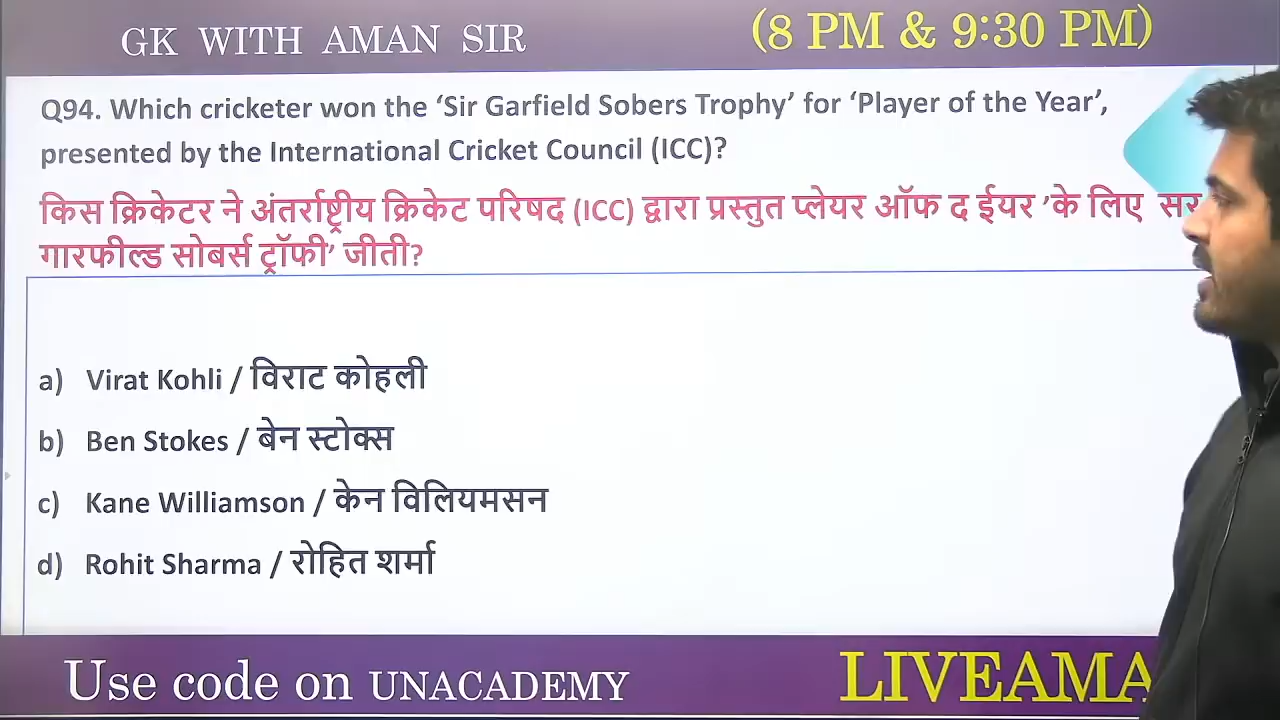 GK WITH AMAN SIR (8 PM & 9:30 PM)
Q94. Which cricketer won the ‘Sir Garfield Sobers Trophy’ for ‘Player of the Year’,
presented by the International Cricket Council (ICC)?
किस क्रिकेटर ने अंतर्राष्ट्रीय क्रिकेट परिषद (ICC) द्वारा प्रस्तुत प्लेयर ऑफ द ईयर ’के लिए सर
गारफील्ड सोबर्स ट्रॉफी’ जीती?
a) Virat Kohli / विराट कोहली
b) Ben Stokes / बेन स्टोक्स
c) Kane Williamson / केन विलियमसन
d) Rohit Sharma / रोहित शर्मा
Use code on UNACADEMY LIVEAMA